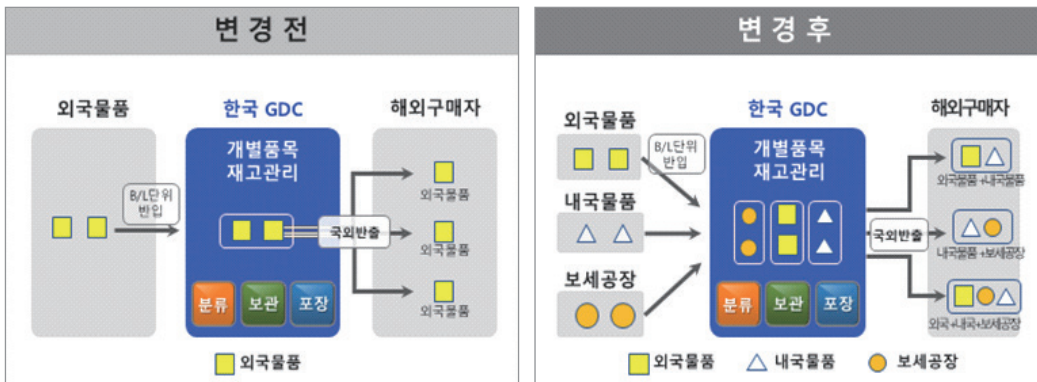 변경전
외국물품
한국 GDC
해외구매자
개별품목
재고관리
B/L단위
반입
국외반출
외국물품
외국물품
외국물품
분류
보관
포장
외국물품
변경후
외국물품
한국 GDC
해외구매자
B/L단위
반입
개별품목
재고관리
외국물품+내국물품
내국물품
국외반출
내국물품+보세공장
보세공장
분류
보관
포장
외국+내국+보세공장
외국물품
내국물품
보세공장